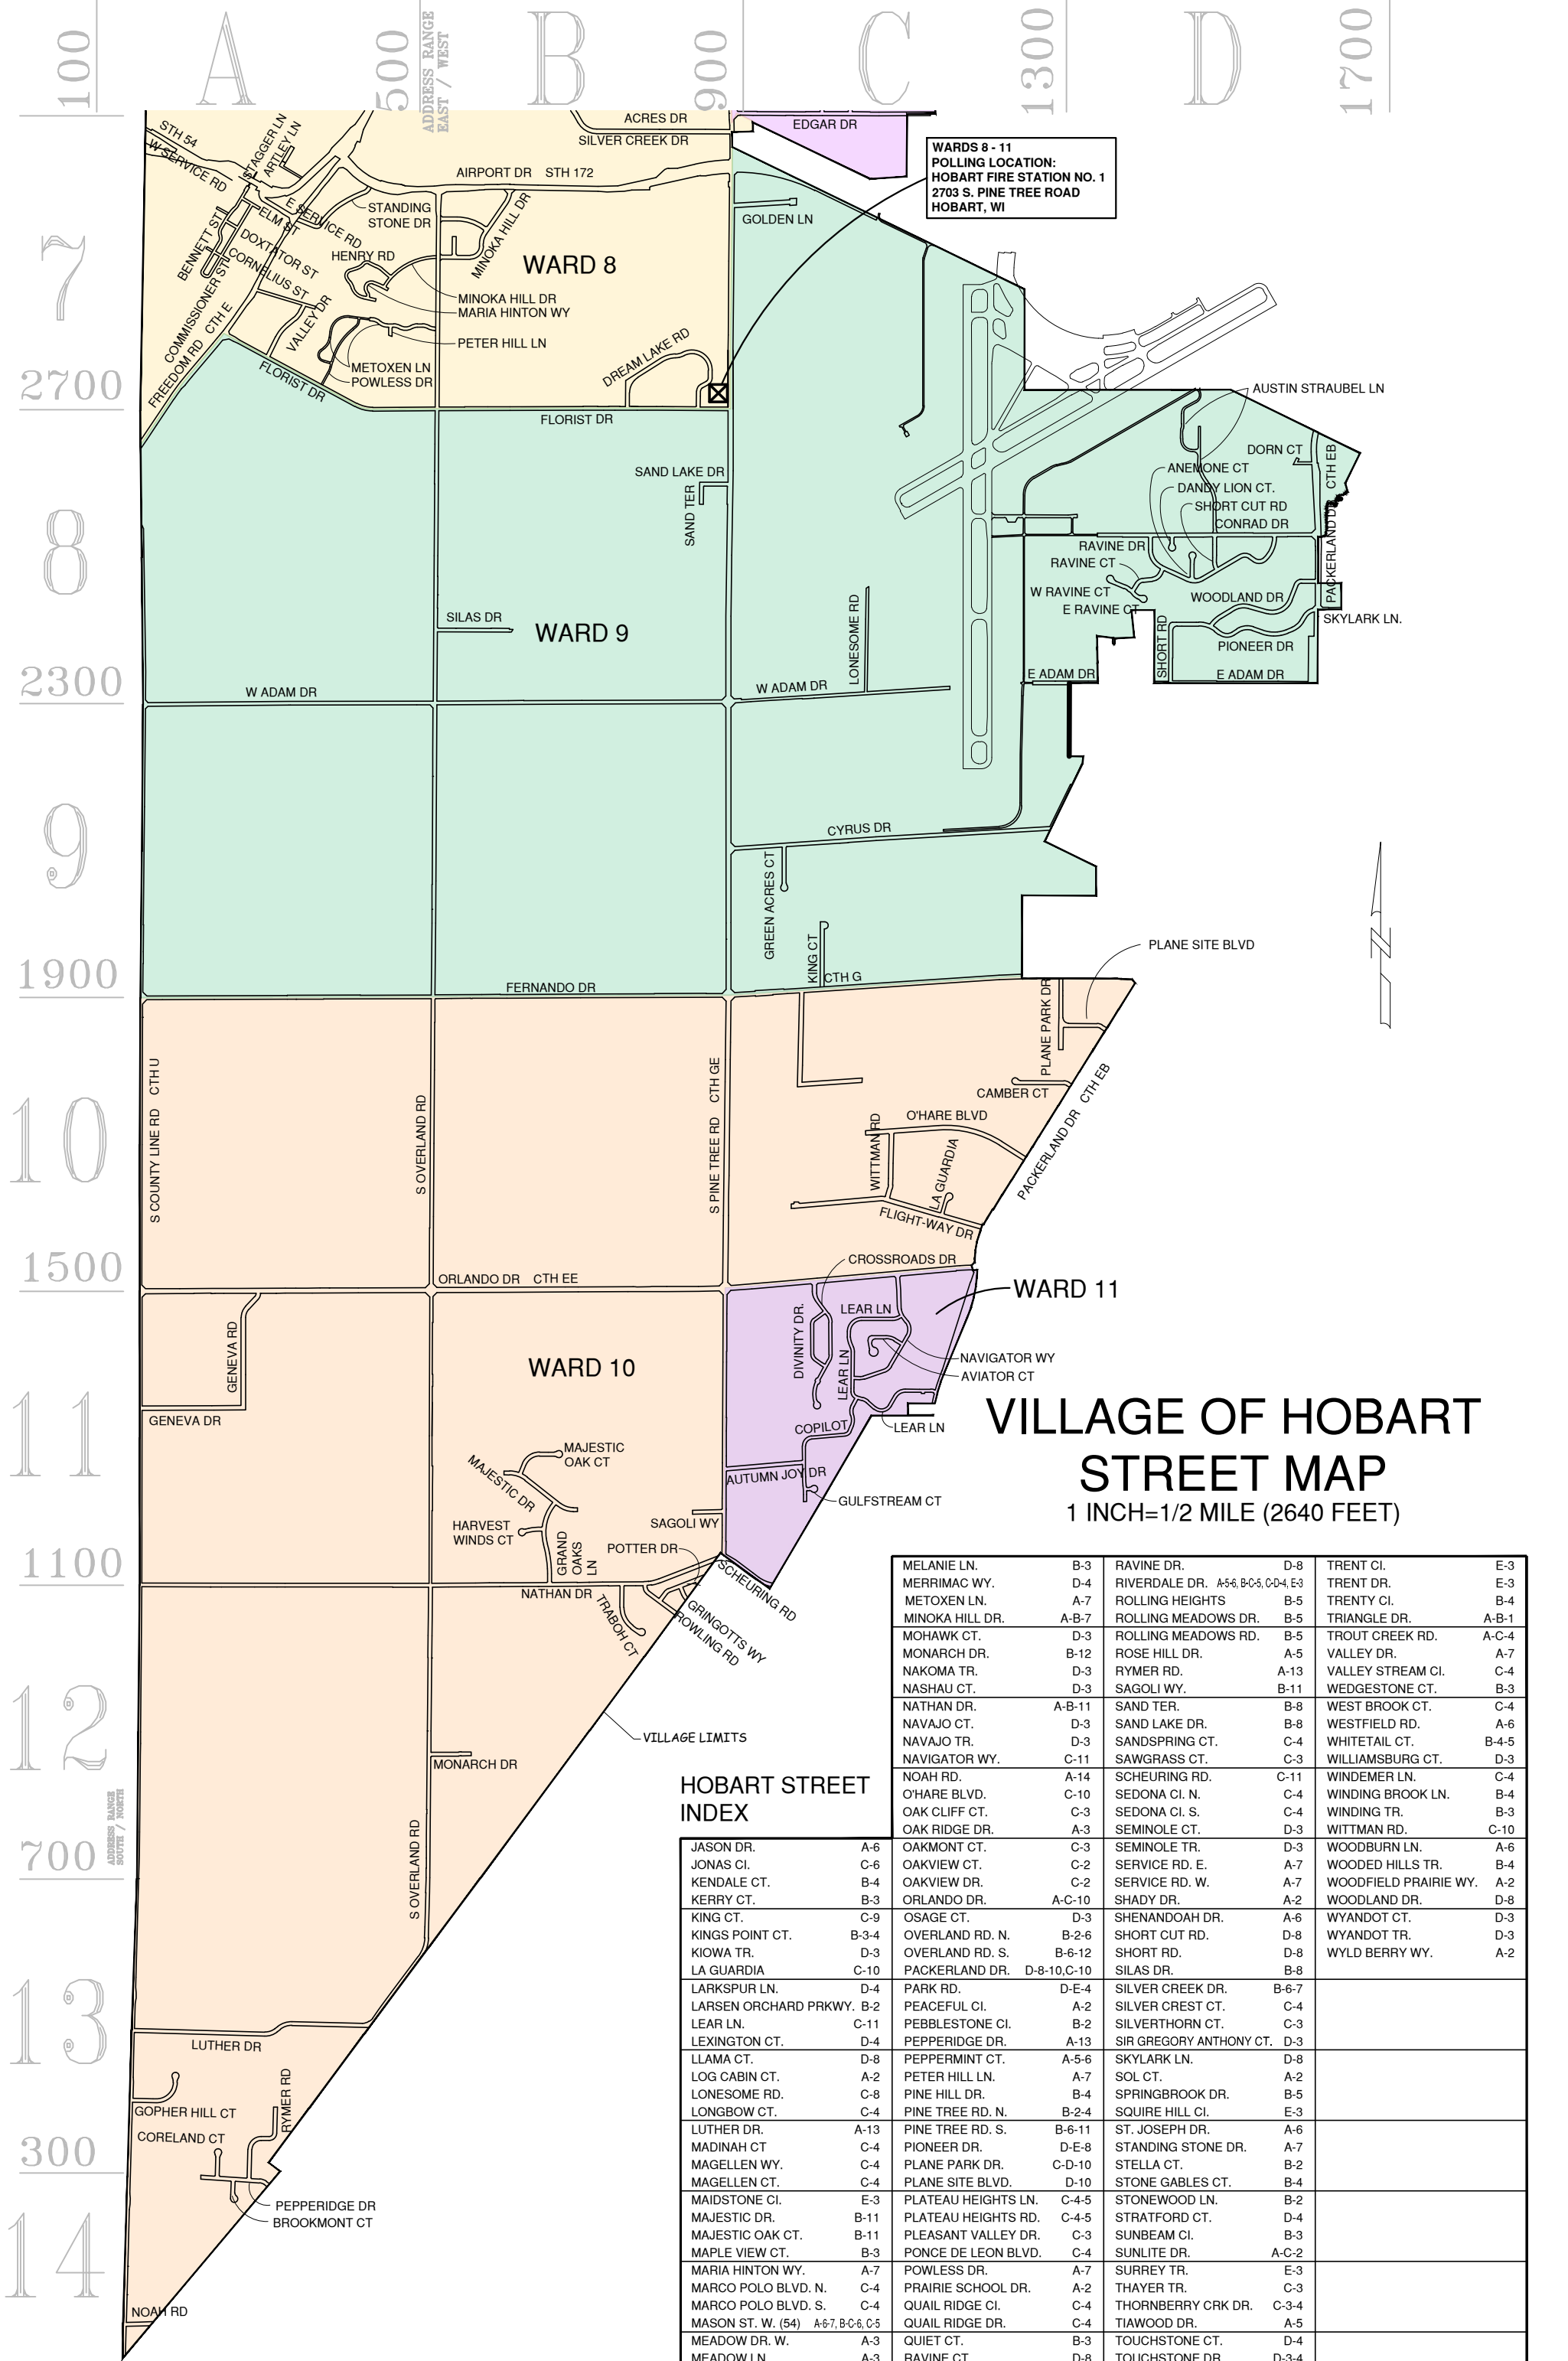 100
A
500
ADDRESS RANGE
EAST / WEST
B
900
C
1300
D
1700
ACRES DR
SILVER CREEK DR
EDGAR DR
STH 54
W SERVICE RD
STAGGER LN
ARTLEY LN
AIRPORT DR STH 172
WARDS 8 - 11
POLLING LOCATION:
HOBART FIRE STATION NO. 1
2703 S. PINE TREE ROAD
HOBART, WI
STANDING
STONE DR
E SERVICE RD
ELM ST
BENNETT ST
DOXTATOR ST
CORNELIUS ST
COMMISSIONER ST
FREEDOM RD CTH E
HENRY RD
MINOKA HILL DR
WARD 8
GOLDEN LN
7
MINOKA HILL DR
MARIA HINTON WY
VALLEY DR
PETER HILL LN
METOXEN LN
POWLESS DR
DREAM LAKE RD
2700
FLORIST DR
FLORIST DR
AUSTIN STRAUBEL LN
DORN CT
CTH EB
SAND LAKE DR
SAND TER
ANEMONE CT
DANDY LION CT.
SHORT CUT RD
CONRAD DR
PACKERLAND DR
8
RAVINE DR
RAVINE CT
W RAVINE CT
E RAVINE CT
WOODLAND DR
SKYLARK LN.
SILAS DR
WARD 9
LONESOME RD
SHORT RD
PIONEER DR
2300
W ADAM DR
W ADAM DR
E ADAM DR
E ADAM DR
9
CYRUS DR
GREEN ACRES CT
KING CT
CTH G
PLANE SITE BLVD
N
1900
FERNANDO DR
PLANE PARK DR
S COUNTY LINE RD CTH U
S OVERLAND RD
S PINE TREE RD CTH GE
CAMBER CT
O'HARE BLVD
PACKERLAND DR CTH EB
10
WITTMAN RD
LA GUARDIA
FLIGHT-WAY DR
1500
ORLANDO DR CTH EE
CROSSROADS DR
WARD 11
GENEVA RD
GENEVA DR
WARD 10
DIVINITY DR.
LEAR LN
LEAR LN
NAVIGATOR WY
AVIATOR CT
COPILOT
LEAR LN
VILLAGE OF HOBART
STREET MAP
1 INCH=1/2 MILE (2640 FEET)
11
MAJESTIC
OAK CT
MAJESTIC DR
AUTUMN JOY DR
GULFSTREAM CT
HARVEST
WINDS CT
GRAND
OAKS
LN
SAGOLI WY
POTTER DR
1100
NATHAN DR
SCHEURING RD
TRABOH CT
GRINGOTTS WY
ROWLING RD
12
VILLAGE LIMITS
MONARCH DR
ADDRESS RANGE
SOUTH / NORTH
700
S OVERLAND RD
13
LUTHER DR
GOPHER HILL CT
RYMER RD
CORELAND CT
300
PEPPERIDGE DR
BROOKMONT CT
14
NOAH RD
HOBART STREET
INDEX
JASON DR. A-6
JONAS CI. C-6
KENDALE CT. B-4
KERRY CT. B-3
KING CT. C-9
KINGS POINT CT. B-3-4
KIOWA TR. D-3
LA GUARDIA C-10
LARKSPUR LN. D-4
LARSEN ORCHARD PRKWY. B-2
LEAR LN. C-11
LEXINGTON CT. D-4
LLAMA CT. D-8
LOG CABIN CT. A-2
LONESOME RD. C-8
LONGBOW CT. C-4
LUTHER DR. A-13
MADINAH CT C-4
MAGELLEN WY. C-4
MAGELLEN CT. C-4
MAIDSTONE CI. E-3
MAJESTIC DR. B-11
MAJESTIC OAK CT. B-11
MAPLE VIEW CT. B-3
MARIA HINTON WY. A-7
MARCO POLO BLVD. N. C-4
MARCO POLO BLVD. S. C-4
MASON ST. W. (54) A-6-7, B-C-6, C-5
MEADOW DR. W. A-3
MEADOW LN. A-3
MELANIE LN. B-3
MERRIMAC WY. D-4
METOXEN LN. A-7
MINOKA HILL DR. A-B-7
MOHAWK CT. D-3
MONARCH DR. B-12
NAKOMA TR. D-3
NASHAU CT. D-3
NATHAN DR. A-B-11
NAVAJO CT. D-3
NAVAJO TR. D-3
NAVIGATOR WY. C-11
NOAH RD. A-14
O'HARE BLVD. C-10
OAK CLIFF CT. C-3
OAK RIDGE DR. A-3
OAKMONT CT. C-3
OAKVIEW CT. C-2
OAKVIEW DR. C-2
ORLANDO DR. A-C-10
OSAGE CT. D-3
OVERLAND RD. N. B-2-6
OVERLAND RD. S. B-6-12
PACKERLAND DR. D-8-10,C-10
PARK RD. D-E-4
PEACEFUL CI. A-2
PEBBLESTONE CI. B-2
PEPPERIDGE DR. A-13
PEPPERMINT CT. A-5-6
PETER HILL LN. A-7
PINE HILL DR. B-4
PINE TREE RD. N. B-2-4
PINE TREE RD. S. B-6-11
PIONEER DR. D-E-8
PLANE PARK DR. C-D-10
PLANE SITE BLVD. D-10
PLATEAU HEIGHTS LN. C-4-5
PLATEAU HEIGHTS RD. C-4-5
PLEASANT VALLEY DR. C-3
PONCE DE LEON BLVD. C-4
POWLESS DR. A-7
PRAIRIE SCHOOL DR. A-2
QUAIL RIDGE CI. C-4
QUAIL RIDGE DR. C-4
QUIET CT. B-3
RAVINE CT. D-8
RAVINE DR. D-8
RIVERDALE DR. A-5-6, B-C-5, C-D-4, E-3
ROLLING HEIGHTS B-5
ROLLING MEADOWS DR. B-5
ROLLING MEADOWS RD. B-5
ROSE HILL DR. A-5
RYMER RD. A-13
SAGOLI WY. B-11
SAND TER. B-8
SAND LAKE DR. B-8
SANDSPRING CT. C-4
SAWGRASS CT. C-3
SCHEURING RD. C-11
SEDONA CI. N. C-4
SEDONA CI. S. C-4
SEMINOLE CT. D-3
SEMINOLE TR. D-3
SERVICE RD. E. A-7
SERVICE RD. W. A-7
SHADY DR. A-2
SHENANDOAH DR. A-6
SHORT CUT RD. D-8
SHORT RD. D-8
SILAS DR. B-8
SILVER CREEK DR. B-6-7
SILVER CREST CT. C-4
SILVERTHORN CT. C-3
SIR GREGORY ANTHONY CT. D-3
SKYLARK LN. D-8
SOL CT. A-2
SPRINGBROOK DR. B-5
SQUIRE HILL CI. E-3
ST. JOSEPH DR. A-6
STANDING STONE DR. A-7
STELLA CT. B-2
STONE GABLES CT. B-4
STONEWOOD LN. B-2
STRATFORD CT. D-4
SUNBEAM CI. B-3
SUNLITE DR. A-C-2
SURREY TR. E-3
THAYER TR. C-3
THORNBERRY CRK DR. C-3-4
TIAWOOD DR. A-5
TOUCHSTONE CT. D-4
TOUCHSTONE DR. D-3-4
TRENT CI. E-3
TRENT DR. E-3
TRENTY CI. B-4
TRIANGLE DR. A-B-1
TROUT CREEK RD. A-C-4
VALLEY DR. A-7
VALLEY STREAM CI. C-4
WEDGESTONE CT. B-3
WEST BROOK CT. C-4
WESTFIELD RD. A-6
WHITETAIL CT. B-4-5
WILLIAMSBURG CT. D-3
WINDEMER LN. C-4
WINDING BROOK LN. B-4
WINDING TR. B-3
WITTMAN RD. C-10
WOODBURN LN. A-6
WOODED HILLS TR. B-4
WOODFIELD PRAIRIE WY. A-2
WOODLAND DR. D-8
WYANDOT CT. D-3
WYANDOT TR. D-3
WYLD BERRY WY. A-2